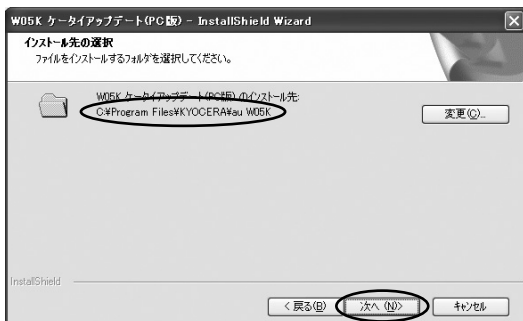 W05K ケータイアップデート(PC版) - InstallShield Wizard
インストール先の選択
ファイルをインストールするフォルダを選択してください。
W05K ケータイアップデート(PC版) のインストール先:
C:¥Program Files¥KYOCERA¥au W05K
変更(C)...
InstallShield
< 戻る(B)
次へ (N)>
キャンセル